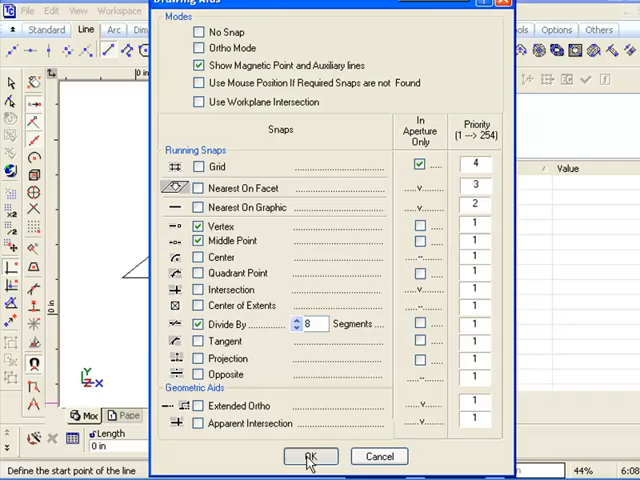 Drawing Aids
File Edit View Workspace
Modes
No Snap
Ortho Mode
Show Magnetic Point and Auxiliary lines
Use Mouse Position If Required Snaps are not Found
Use Workplane Intersection
Standard Line Arc Options Others
Snaps
In Aperture Only
Priority (1 ---> 254)
Running Snaps
Grid 4
Nearest On Facet 3
Nearest On Graphic 2
Vertex 1
Middle Point 1
Center 1
Quadrant Point 1
Intersection 1
Center of Extents 1
Divide By 8 Segments 1
Tangent 1
Projection 1
Opposite 1
Geometric Aids
Extended Ortho 1
Apparent Intersection 1
OK Cancel
Value
Y
X
Pape
Length
0 in
Define the start point of the line
44%
6:08